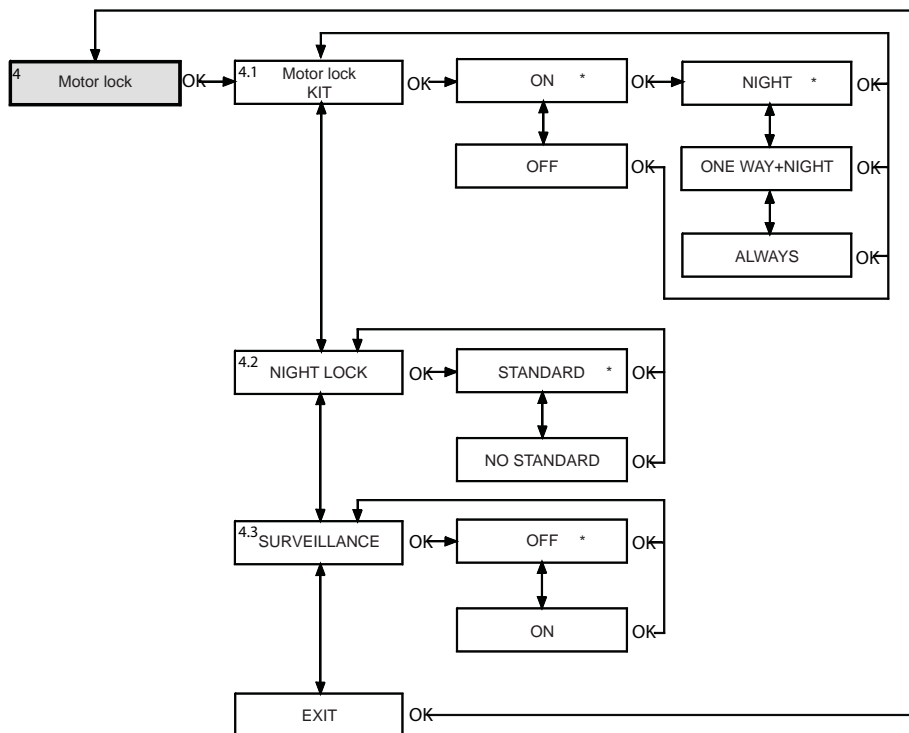 4 Motor lock OK
4.1 Motor lock KIT OK
ON * OK
NIGHT * OK
OFF OK
ONE WAY+NIGHT OK
ALWAYS OK
4.2 NIGHT LOCK OK
STANDARD * OK
NO STANDARD OK
4.3 SURVEILLANCE OK
OFF * OK
ON OK
EXIT OK